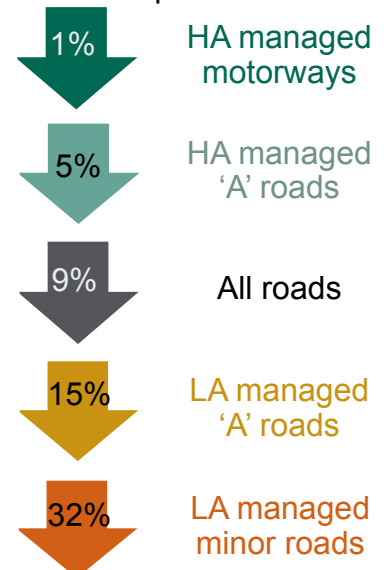 1%
HA managed
motorways
5%
HA managed
‘A’ roads
9%
All roads
15%
LA managed
‘A’ roads
32%
LA managed
minor roads